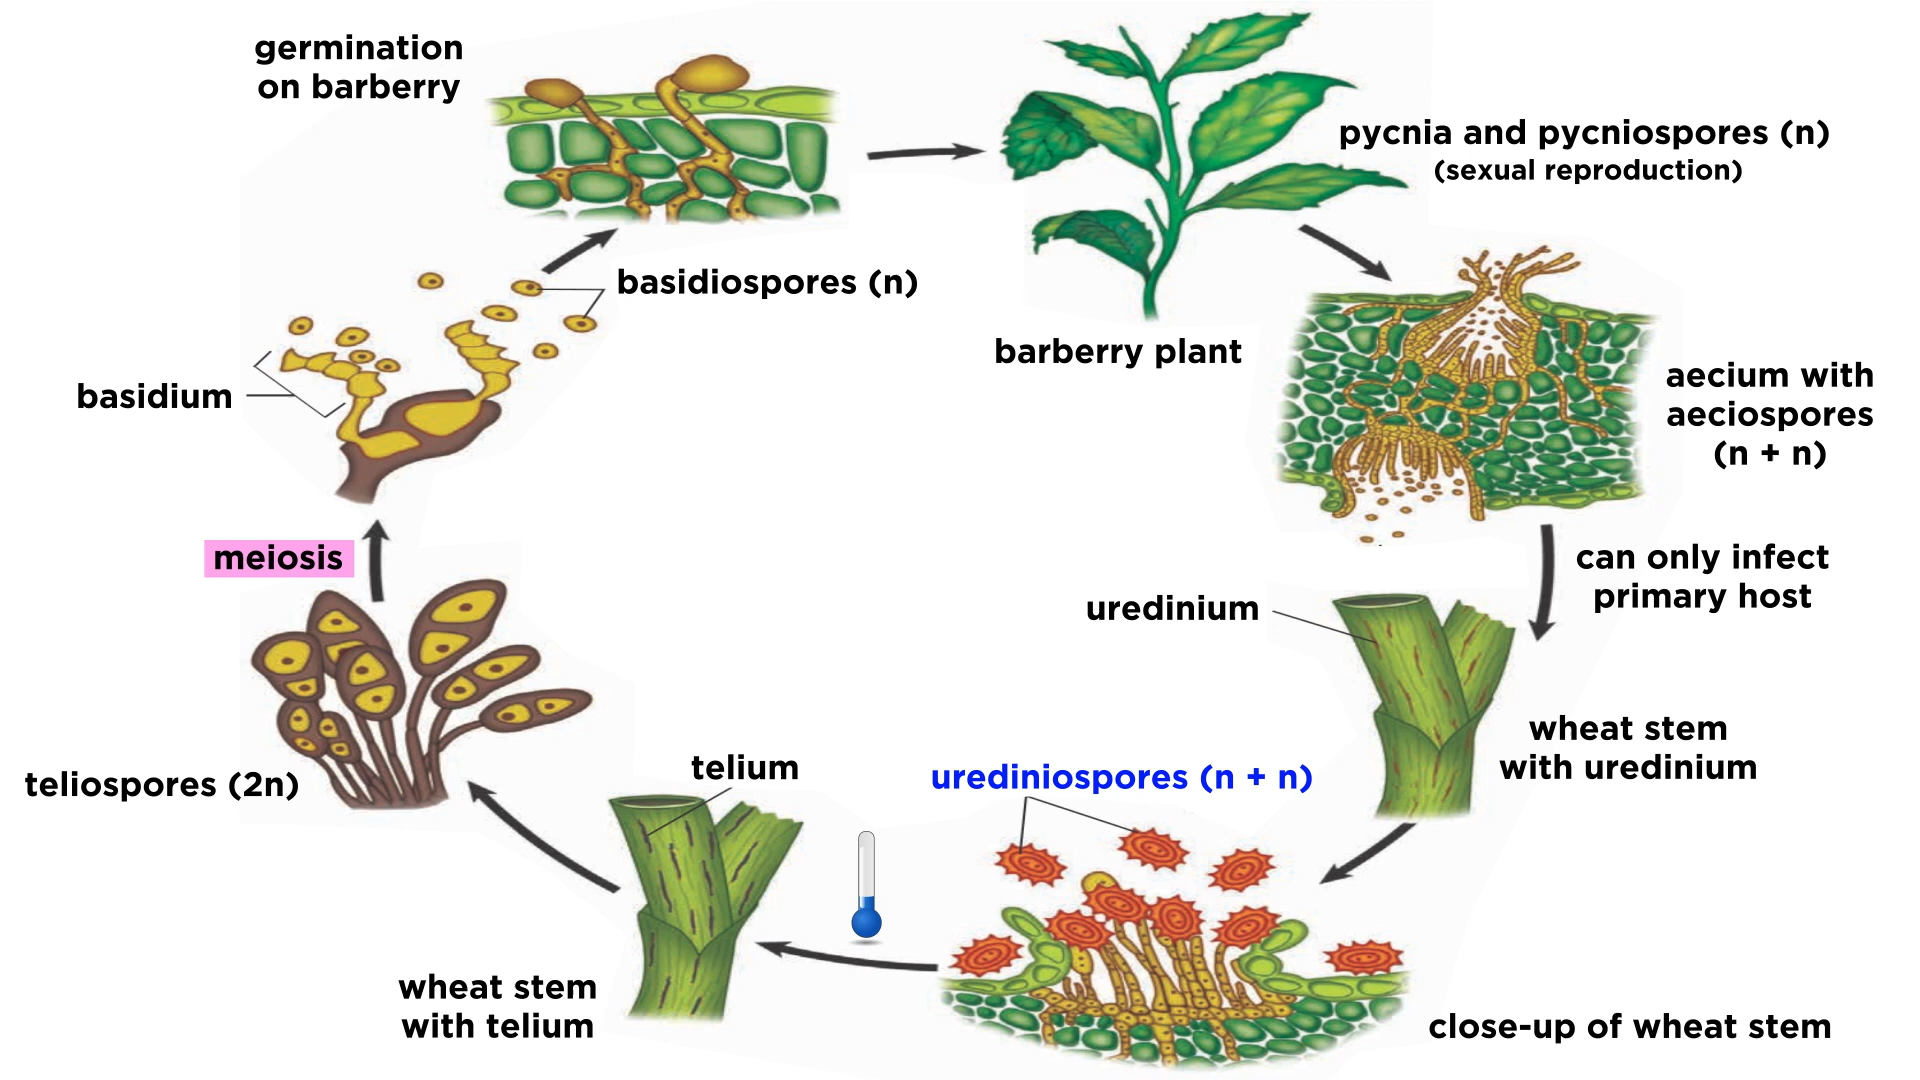 germination
on barberry
pycnia and pycniospores (n)
(sexual reproduction)
basidiospores (n)
barberry plant
basidium
aecium with
aeciospores
(n + n)
meiosis
can only infect
primary host
uredinium
wheat stem
with uredinium
telium
urediniospores (n + n)
teliospores (2n)
wheat stem
with telium
close-up of wheat stem